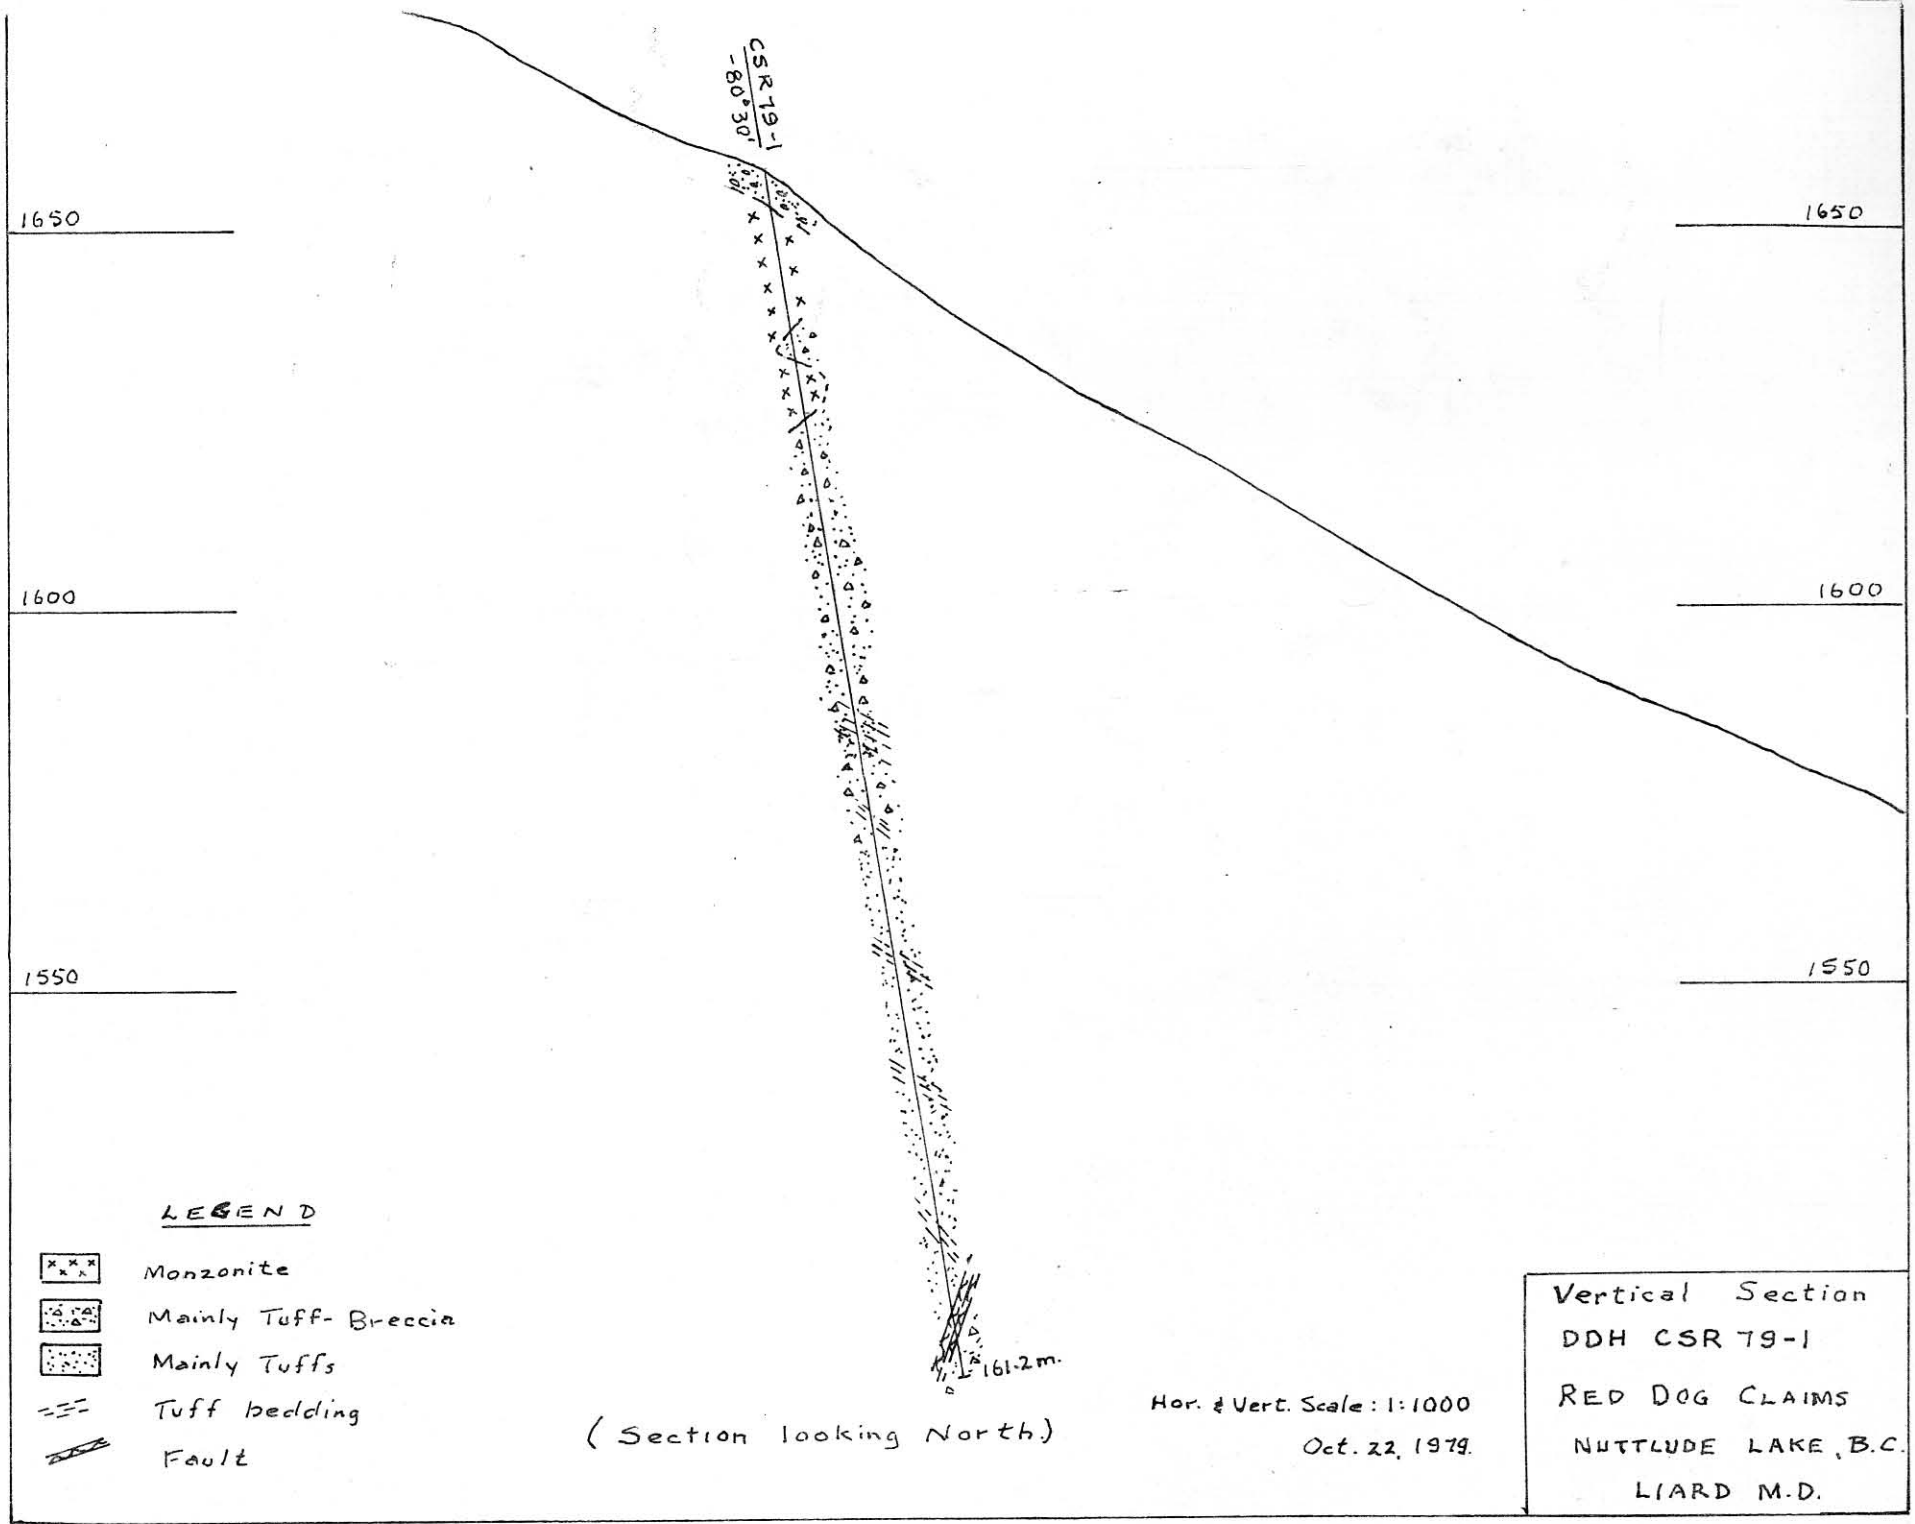 CSR 79-1
-80°30'
1650
1650
1600
1600
1550
1550
161.2m.
LEGEND
Monzonite
Mainly Tuff-Breccia
Mainly Tuffs
Tuff bedding
Fault
(Section looking North.)
Hor. & Vert. Scale: 1:1000
Oct. 22, 1979.
Vertical Section
DDH CSR 79-1
RED DOG CLAIMS
NUTTLUDE LAKE, B.C.
LIARD M.D.